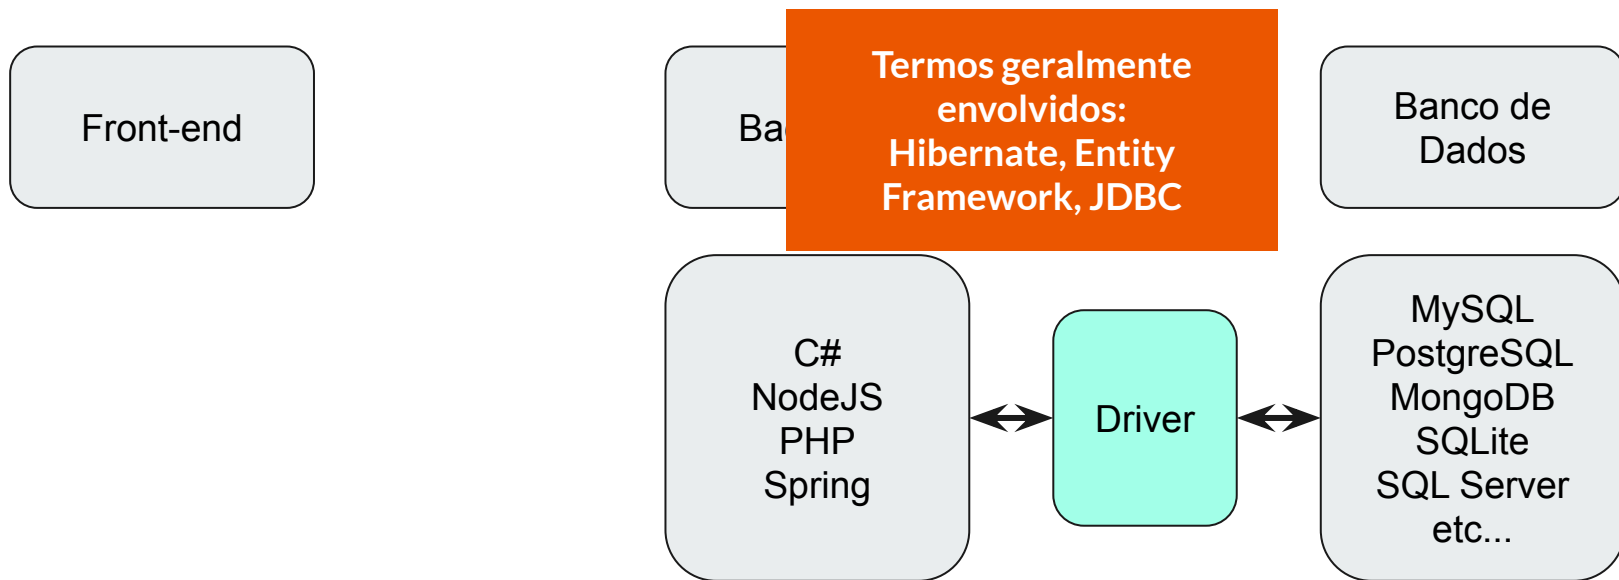 Front-end
Termos geralmente
envolvidos:
Hibernate, Entity
Framework, JDBC
Banco de
Dados
C#
NodeJS
PHP
Spring
Driver
MySQL
PostgreSQL
MongoDB
SQLite
SQL Server
etc...